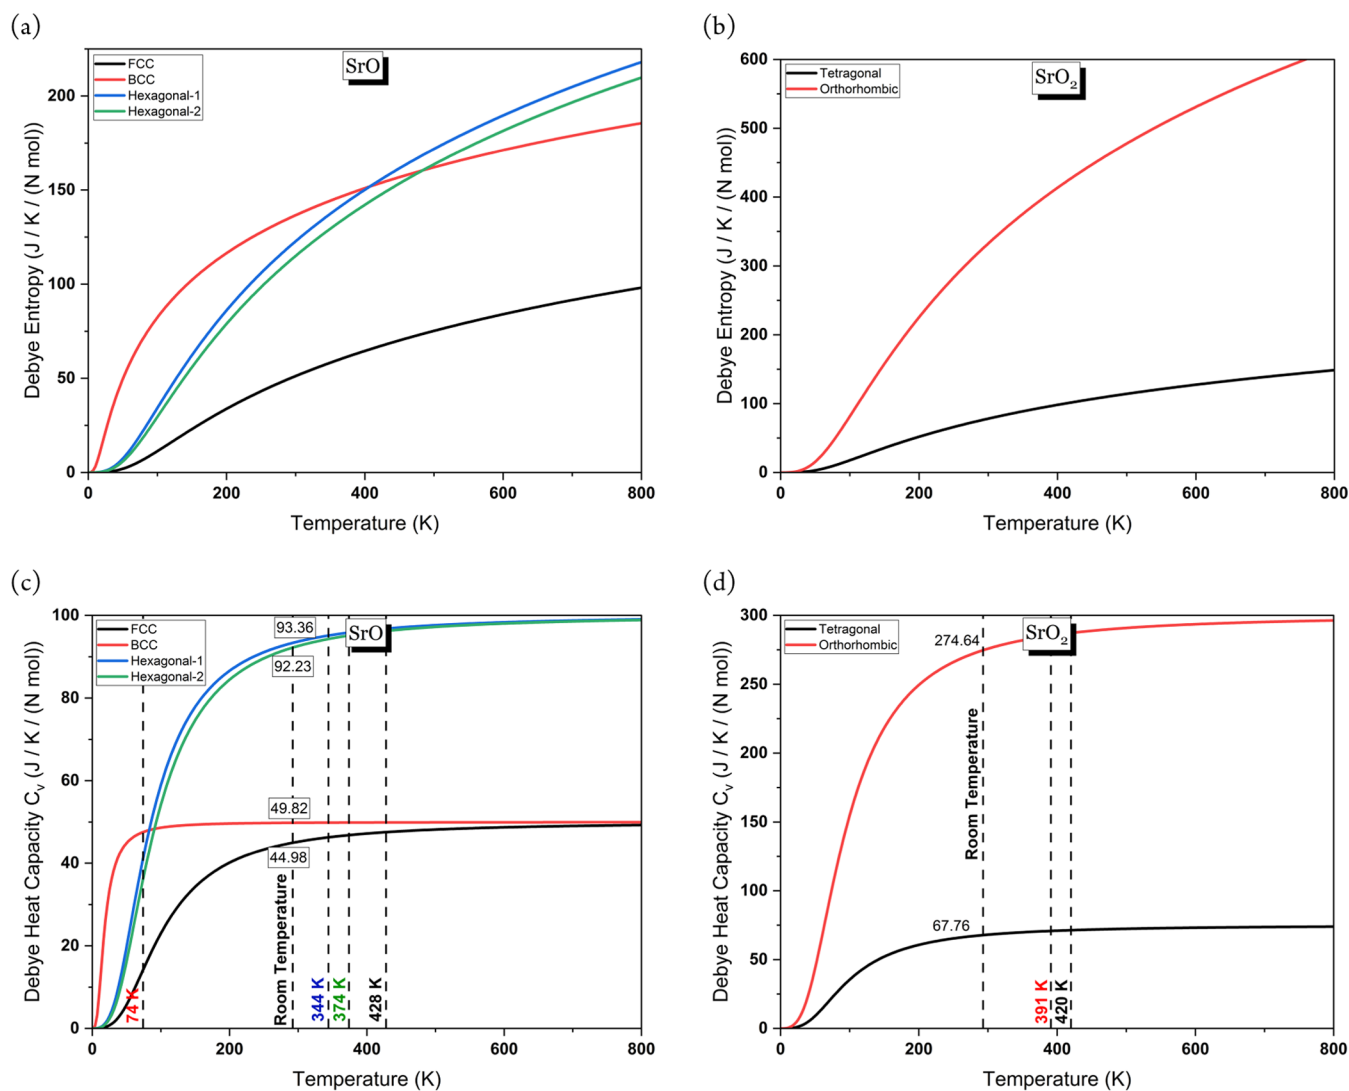 (a)
FCC
BCC
Hexagonal-1
Hexagonal-2
SrO
Debye Entropy (J / K / (N mol))
200
150
100
50
0
0 200 400 600 800
Temperature (K)
(b)
Tetragonal
Orthorhombic
SrO₂
Debye Entropy (J / K / (N mol))
600
500
400
300
200
100
0
0 200 400 600 800
Temperature (K)
(c)
FCC
BCC
Hexagonal-1
Hexagonal-2
SrO
93.36
92.23
49.82
44.98
Room Temperature
74 K
344 K
374 K
428 K
Debye Heat Capacity Cᵥ (J / K / (N mol))
100
80
60
40
20
0
0 200 400 600 800
Temperature (K)
(d)
Tetragonal
Orthorhombic
SrO₂
274.64
67.76
Room Temperature
391 K
420 K
Debye Heat Capacity Cᵥ (J / K / (N mol))
300
250
200
150
100
50
0
0 200 400 600 800
Temperature (K)